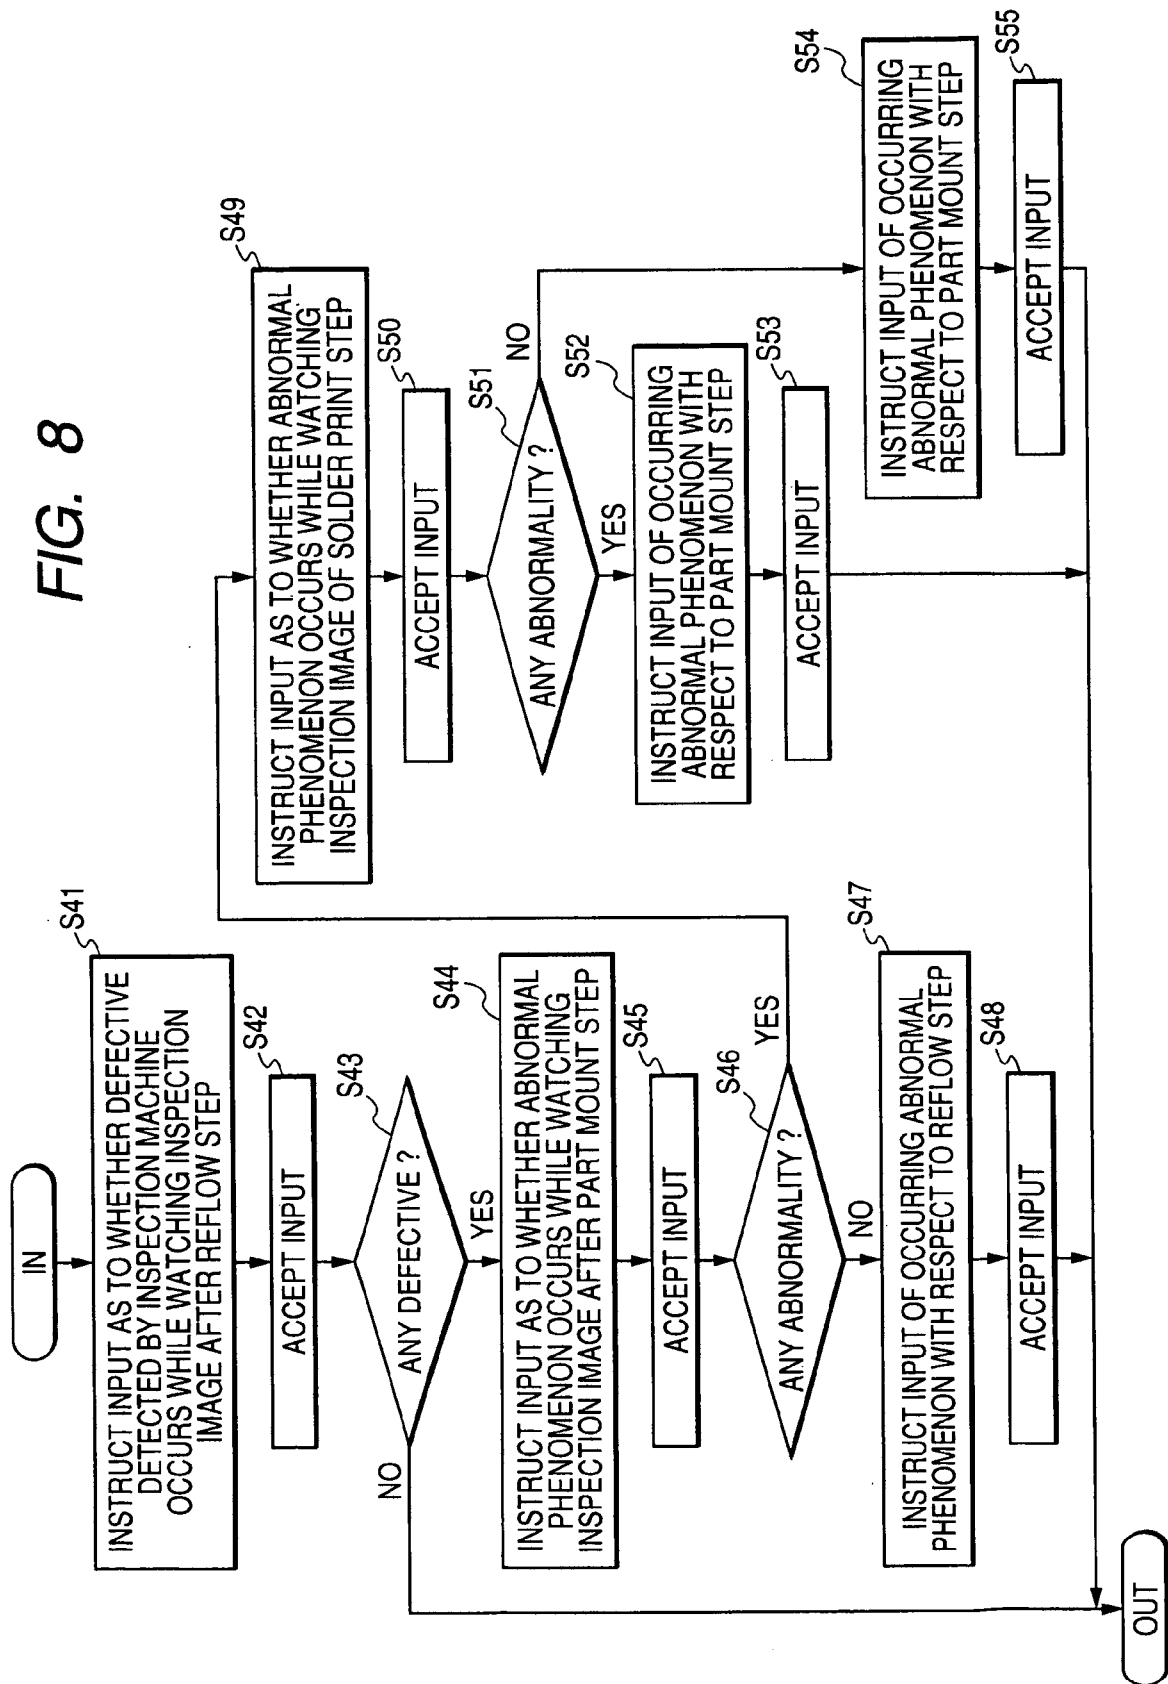 FIG. 8
IN
S41
INSTRUCT INPUT AS TO WHETHER DEFECTIVE
DETECTED BY INSPECTION MACHINE
OCCURS WHILE WATCHING INSPECTION
IMAGE AFTER REFLOW STEP
S42
ACCEPT INPUT
S43
ANY DEFECTIVE ?
NO
YES
S44
INSTRUCT INPUT AS TO WHETHER ABNORMAL
PHENOMENON OCCURS WHILE WATCHING
INSPECTION IMAGE AFTER PART MOUNT STEP
S45
ACCEPT INPUT
S46
ANY ABNORMALITY ?
YES
NO
S47
INSTRUCT INPUT OF OCCURRING ABNORMAL
PHENOMENON WITH RESPECT TO REFLOW STEP
S48
ACCEPT INPUT
S49
INSTRUCT INPUT AS TO WHETHER ABNORMAL
PHENOMENON OCCURS WHILE WATCHING
INSPECTION IMAGE OF SOLDER PRINT STEP
S50
ACCEPT INPUT
S51
ANY ABNORMALITY ?
NO
YES
S52
INSTRUCT INPUT OF OCCURRING
ABNORMAL PHENOMENON WITH
RESPECT TO PART MOUNT STEP
S53
ACCEPT INPUT
S54
INSTRUCT INPUT OF OCCURRING
ABNORMAL PHENOMENON WITH
RESPECT TO PART MOUNT STEP
S55
ACCEPT INPUT
OUT